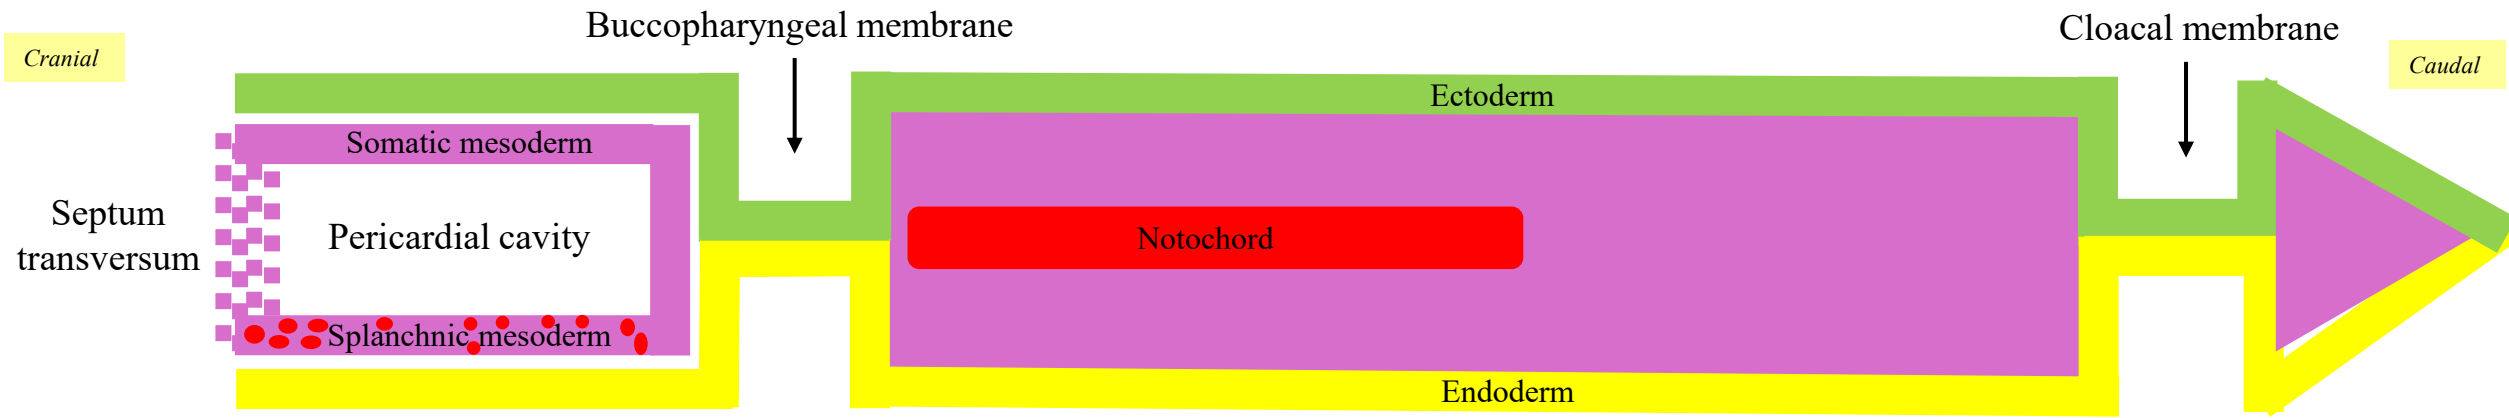 Buccopharyngeal membrane
Cloacal membrane
Cranial
Caudal
Ectoderm
Somatic mesoderm
Septum
transversum
Pericardial cavity
Notochord
Splanchnic mesoderm
Endoderm